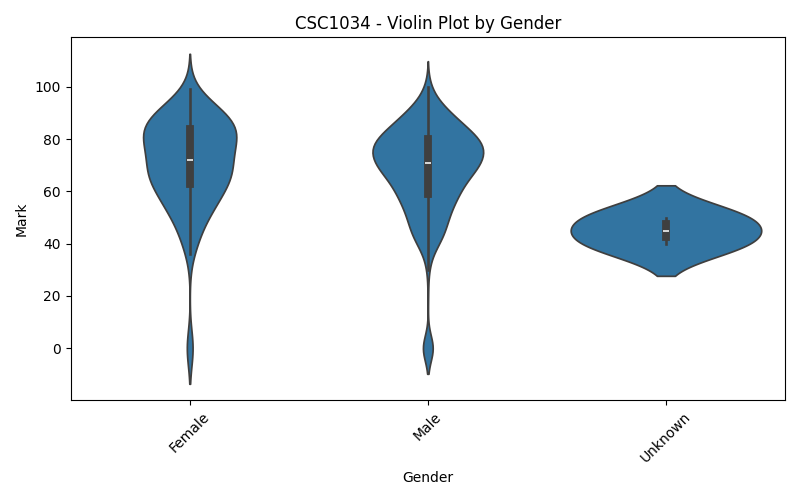 CSC1034 - Violin Plot by Gender
Mark
100
80
60
40
20
0
Female
Male
Unknown
Gender